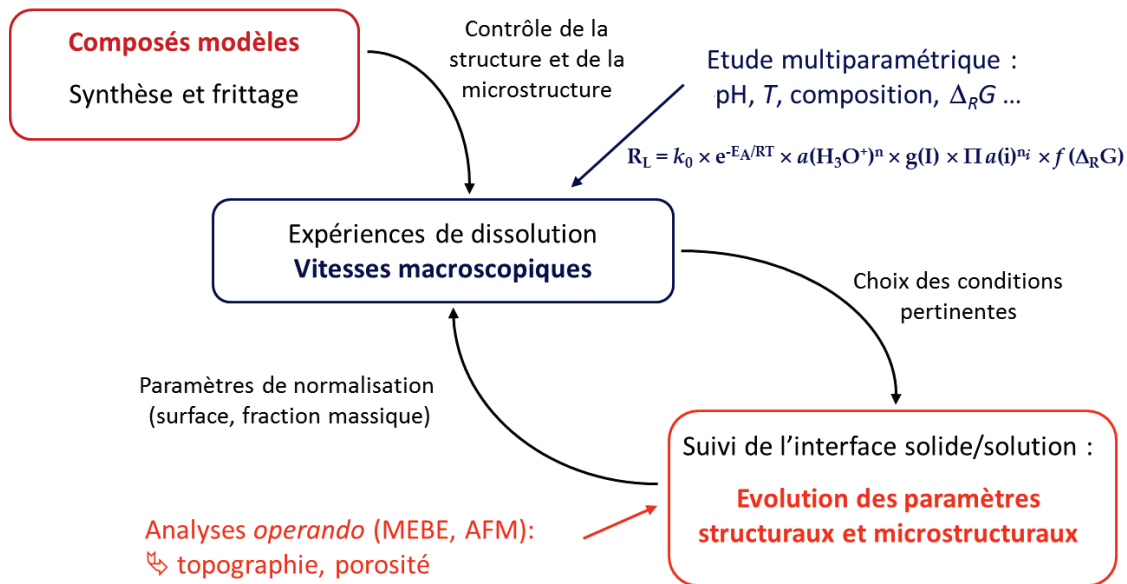 Composés modèles
Synthèse et frittage
Contrôle de la
structure et de la
microstructure
Etude multiparamétrique :
pH, T, composition, ΔRG ...
RL = k0 × e-EA/RT × a(H3O+)n × g(I) × Π a(i)ni × f (ΔRG)
Expériences de dissolution
Vitesses macroscopiques
Choix des conditions
pertinentes
Paramètres de normalisation
(surface, fraction massique)
Suivi de l’interface solide/solution :
Evolution des paramètres
structuraux et microstructuraux
Analyses operando (MEBE, AFM):
↳ topographie, porosité